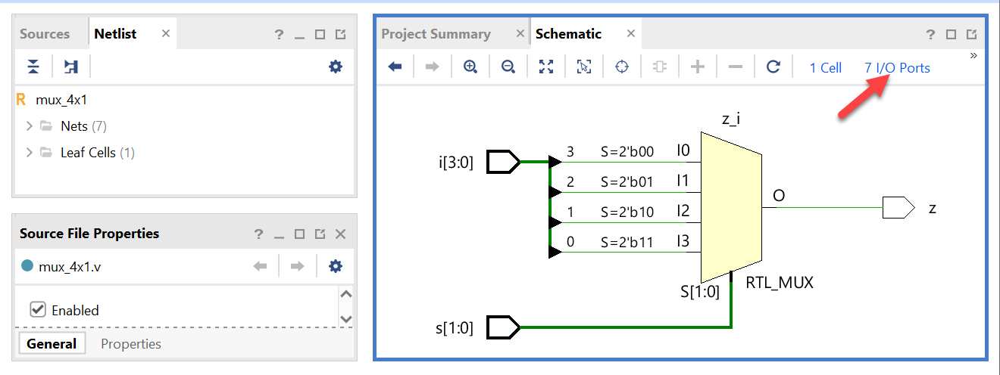 Sources
Netlist
mux_4x1
Nets (7)
Leaf Cells (1)
Source File Properties
mux_4x1.v
Enabled
General
Properties
Project Summary
Schematic
1 Cell
7 I/O Ports
z_i
i[3:0]
3 S=2'b00 I0
2 S=2'b01 I1
1 S=2'b10 I2
0 S=2'b11 I3
O
z
S[1:0]
RTL_MUX
s[1:0]